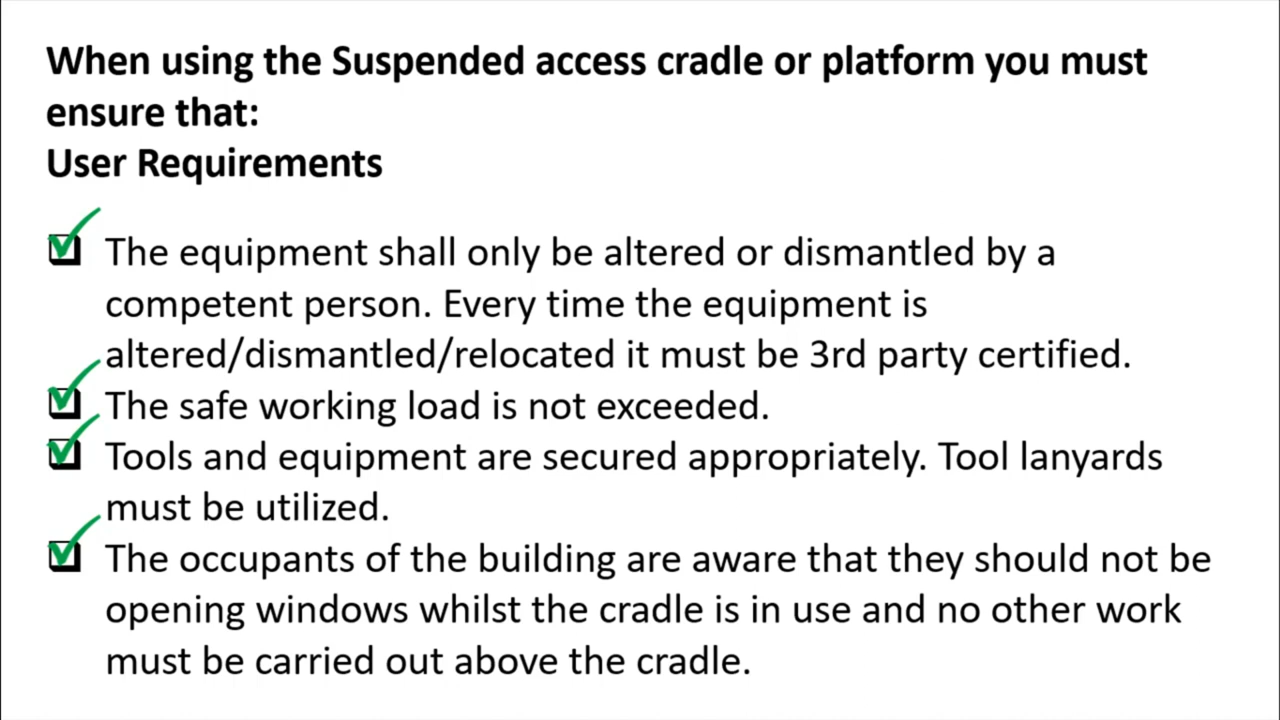 When using the Suspended access cradle or platform you must
ensure that:
User Requirements
The equipment shall only be altered or dismantled by a
competent person. Every time the equipment is
altered/dismantled/relocated it must be 3rd party certified.
The safe working load is not exceeded.
Tools and equipment are secured appropriately. Tool lanyards
must be utilized.
The occupants of the building are aware that they should not be
opening windows whilst the cradle is in use and no other work
must be carried out above the cradle.